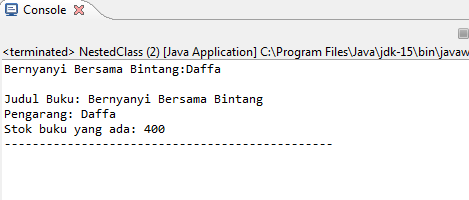 Console
<terminated> NestedClass (2) [Java Application] C:\Program Files\Java\jdk-15\bin\javaw
Bernyanyi Bersama Bintang:Daffa
Judul Buku: Bernyanyi Bersama Bintang
Pengarang: Daffa
Stok buku yang ada: 400
-----------------------------------------------